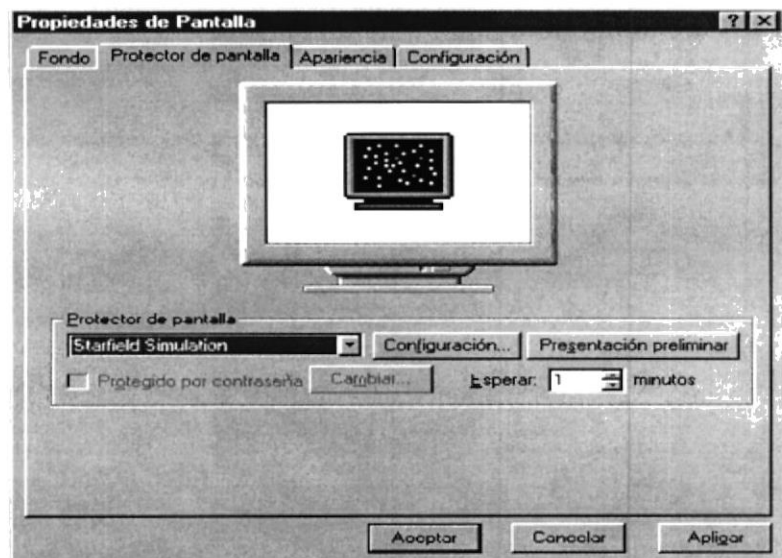 Propiedades de Pantalla
Fondo Protector de pantalla Apariencia Configuración
Protector de pantalla
Starfield Simulation Configuración... Presentación preliminar
Protegido por contraseña Cambiar... Esperar: 1 minutos
Aceptar Cancelar Apligar